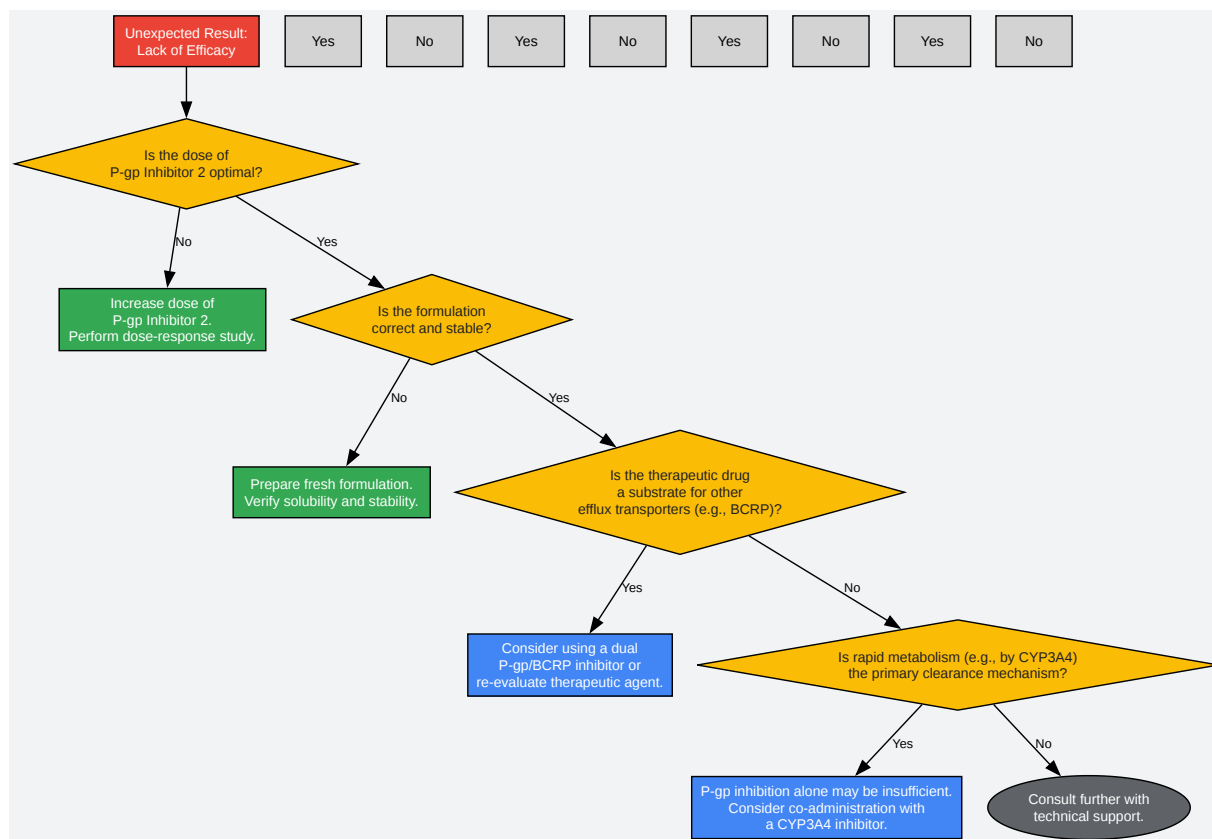 Unexpected Result:
Lack of Efficacy
Yes
No
Yes
No
Yes
No
Yes
No
Is the dose of
P-gp Inhibitor 2 optimal?
No
Yes
Increase dose of
P-gp Inhibitor 2.
Perform dose-response study.
Is the formulation
correct and stable?
No
Yes
Prepare fresh formulation.
Verify solubility and stability.
Is the therapeutic drug
a substrate for other
efflux transporters (e.g., BCRP)?
Yes
No
Consider using a dual
P-gp/BCRP inhibitor or
re-evaluate therapeutic agent.
Is rapid metabolism (e.g., by CYP3A4)
the primary clearance mechanism?
Yes
No
P-gp inhibition alone may be insufficient.
Consider co-administration with
a CYP3A4 inhibitor.
Consult further with
technical support.